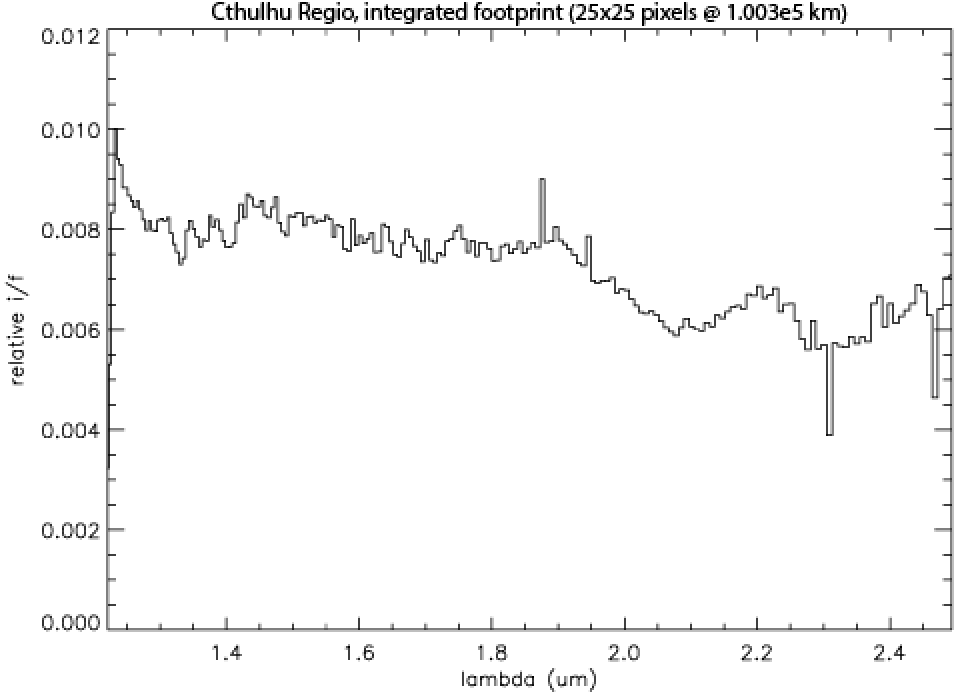 Cthulhu Regio, integrated footprint (25x25 pixels @ 1.003e5 km)
0.012
0.010
0.008
0.006
0.004
0.002
0.000
relative i/f
1.4 1.6 1.8 2.0 2.2 2.4
lambda (um)